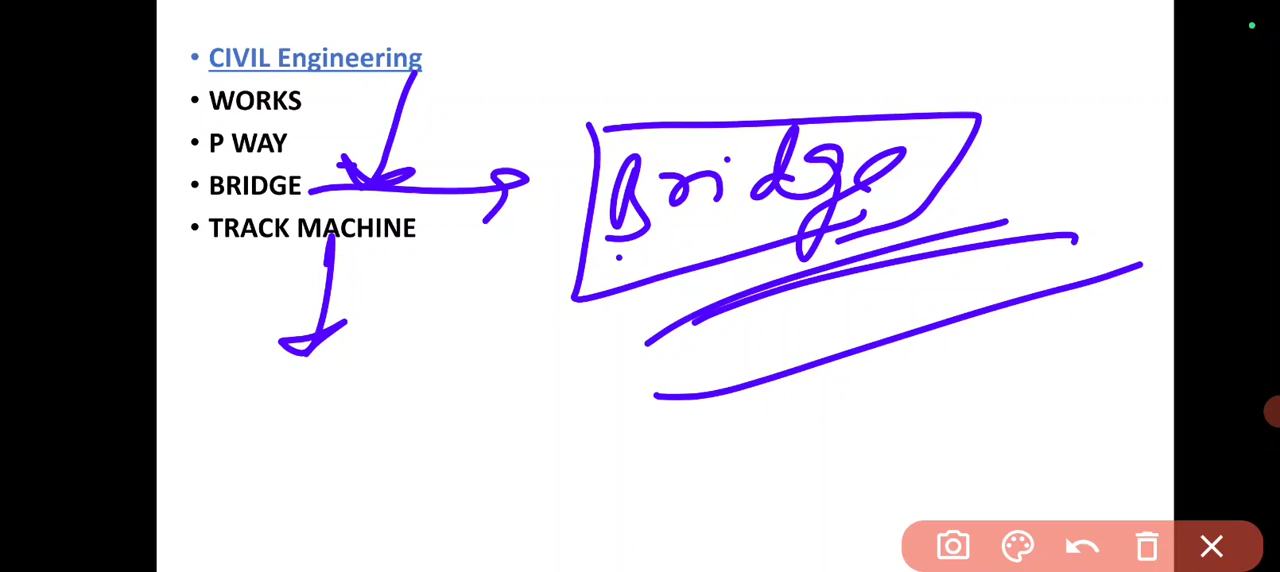 • CIVIL Engineering
• WORKS
• P WAY
• BRIDGE
• TRACK MACHINE
Bridge